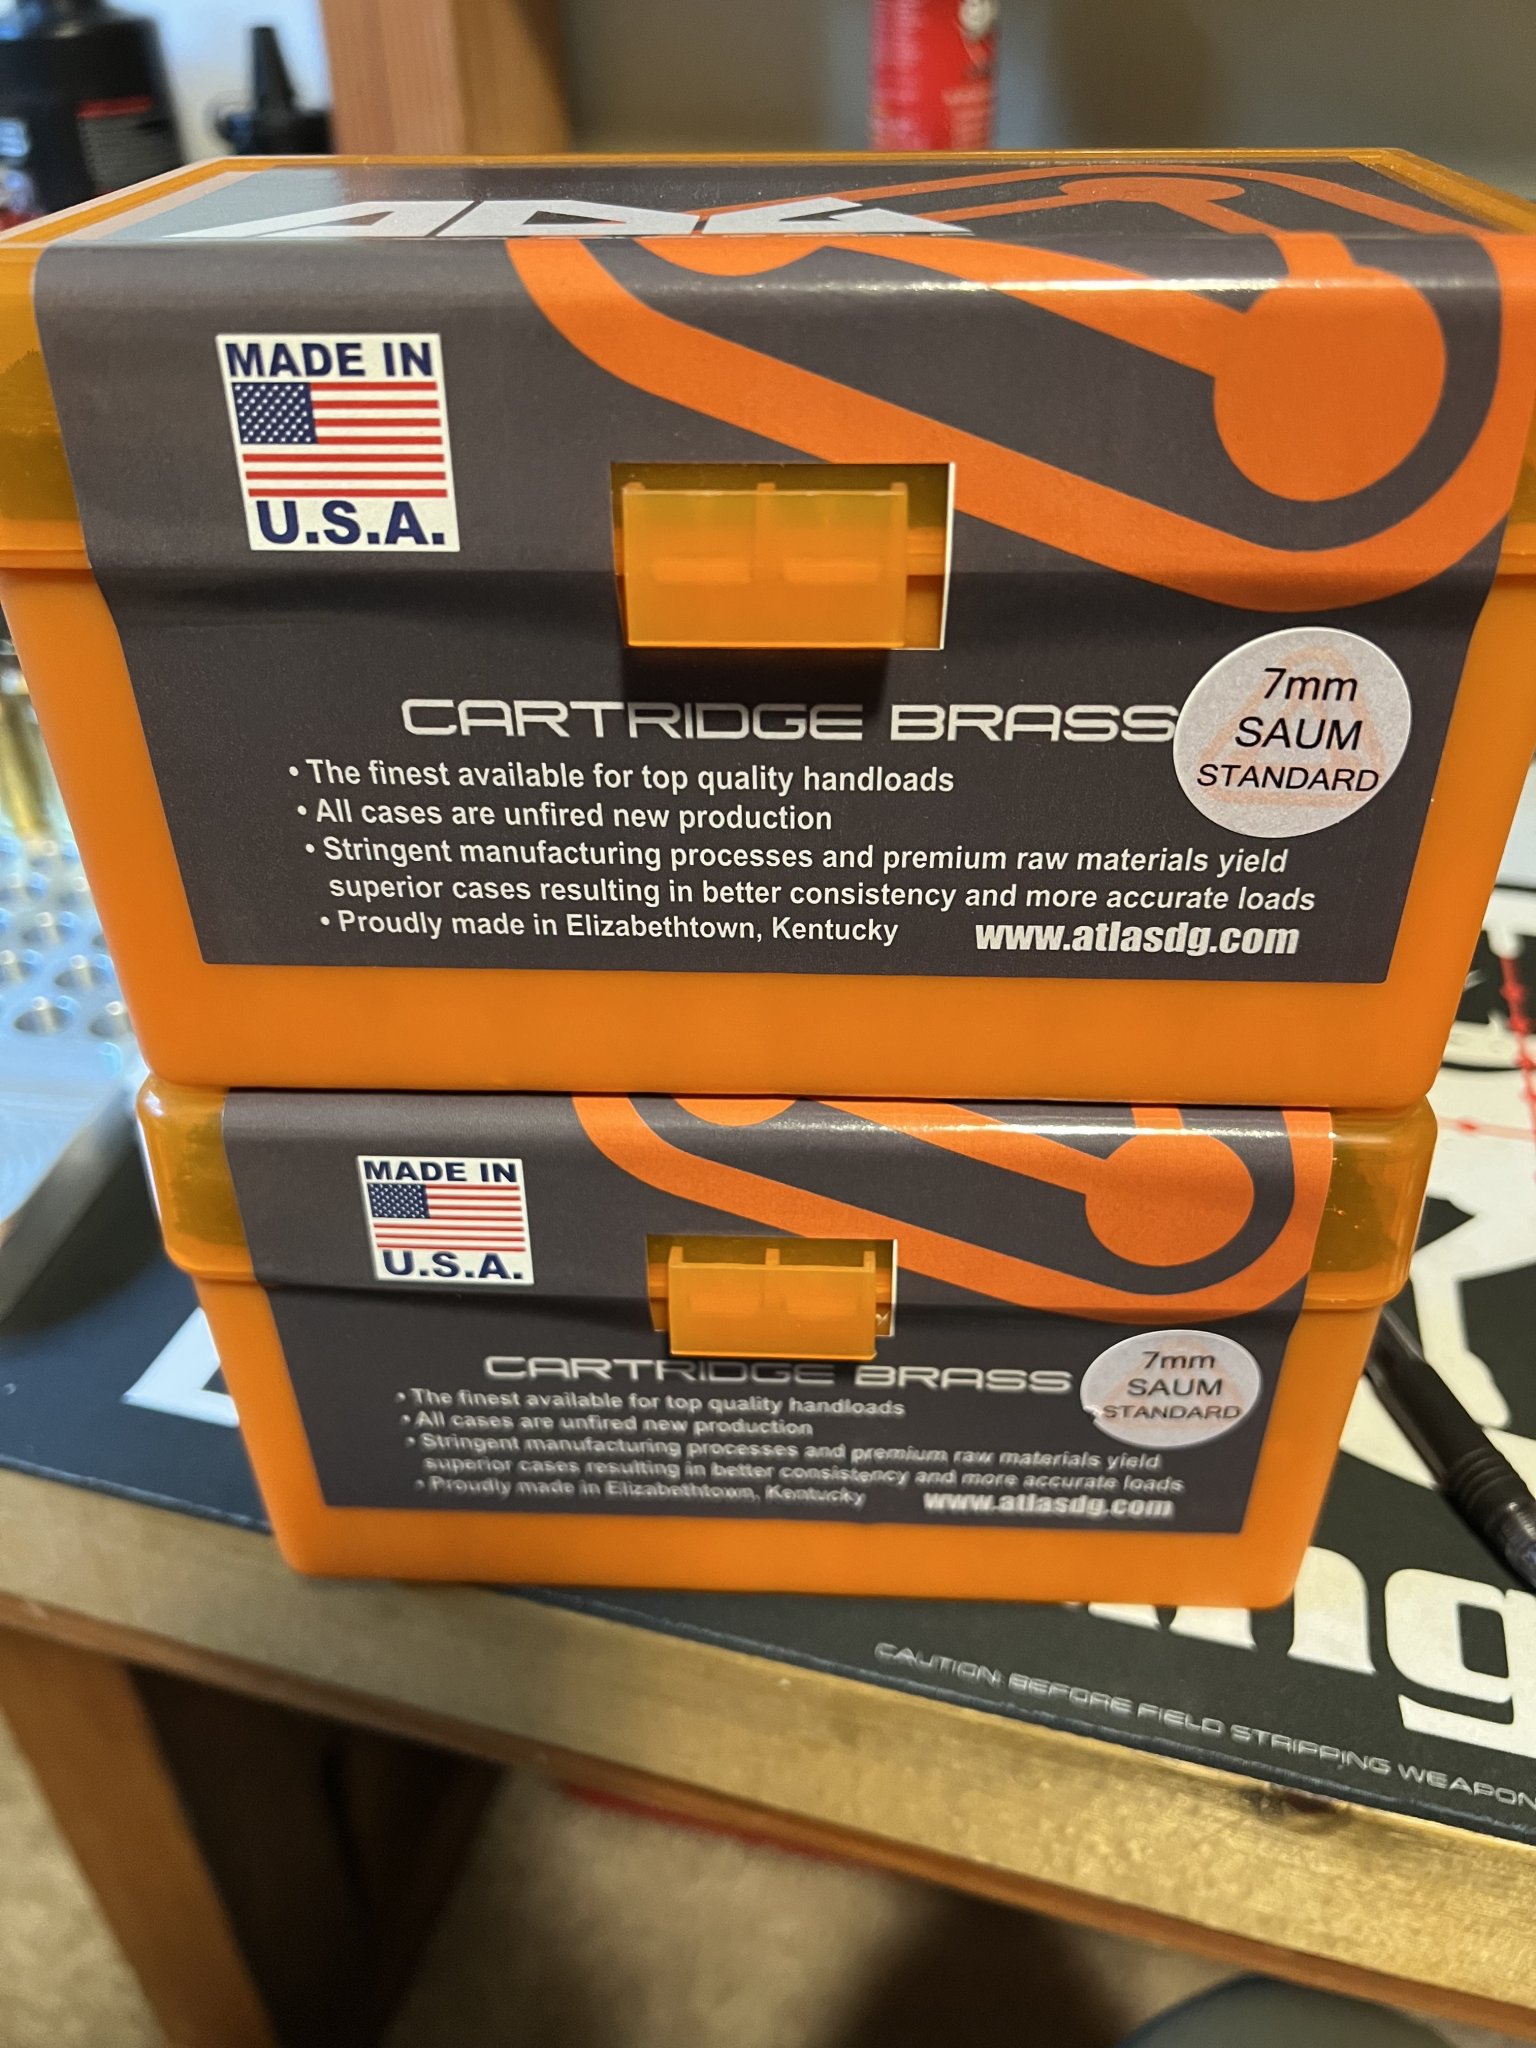 ADG
MADE IN
U.S.A.
CARTRIDGE BRASS
7mm
SAUM
STANDARD
• The finest available for top quality handloads
• All cases are unfired new production
• Stringent manufacturing processes and premium raw materials yield
superior cases resulting in better consistency and more accurate loads
• Proudly made in Elizabethtown, Kentucky
www.atlasdg.com
MADE IN
U.S.A.
CARTRIDGE BRASS
7mm
SAUM
STANDARD
• The finest available for top quality handloads
• All cases are unfired new production
• Stringent manufacturing processes and premium raw materials yield
superior cases resulting in better consistency and more accurate loads
• Proudly made in Elizabethtown, Kentucky
www.atlasdg.com
CAUTION: BEFORE FIELD STRIPPING WEAPON